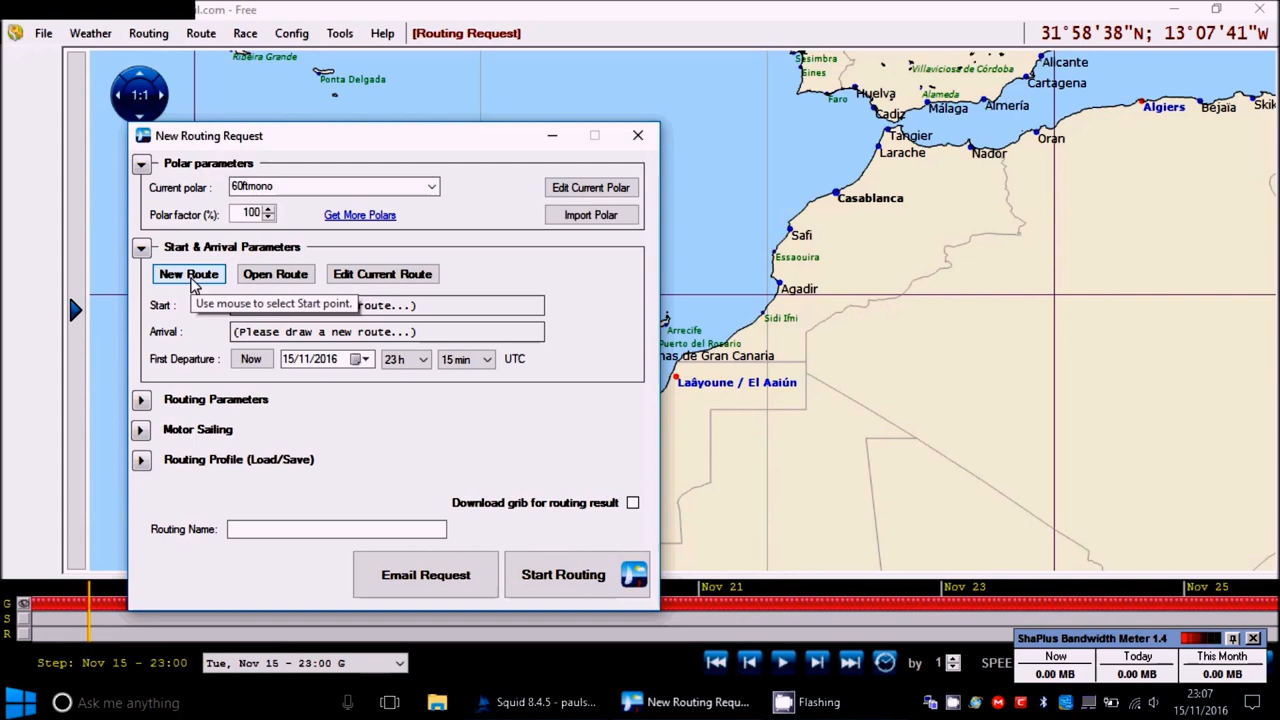 il.com - Free
File Weather Routing Route Race Config Tools Help [Routing Request] 31°58'38"N; 13°07'41"W
Ribeira Grande
Ponta Delgada
1:1
Sesimbra
Sines
Faro
Huelva
Cadiz
Villaviciosa de Córdoba
Alameda
Málaga
Almería
Alicante
Cartagena
Algiers
Bejaïa
Skik
Tangier
Oran
Larache
Nador
Casablanca
Safi
Essaouira
Agadir
Sidi Ifni
Arrecife
Puerto del Rosario
mas de Gran Canaria
Laâyoune / El Aaiún
New Routing Request
Polar parameters
Current polar : 60ftmono Edit Current Polar
Polar factor (%): 100 Get More Polars Import Polar
Start & Arrival Parameters
New Route Open Route Edit Current Route
Use mouse to select Start point.
Start : route...)
Arrival : (Please draw a new route...)
First Departure : Now 15/11/2016 23 h 15 min UTC
Routing Parameters
Motor Sailing
Routing Profile (Load/Save)
Download grib for routing result
Routing Name:
Email Request Start Routing
Nov 21 Nov 23 Nov 25
G
S
R
ShaPlus Bandwidth Meter 1.4
Now Today This Month
0.00 MB 0.00 MB 0.00 MB
Step: Nov 15 - 23:00 Tue, Nov 15 - 23:00 G by 1 SPEE
Ask me anything Squid 8.4.5 - pauls... New Routing Requ... Flashing
23:07
15/11/2016